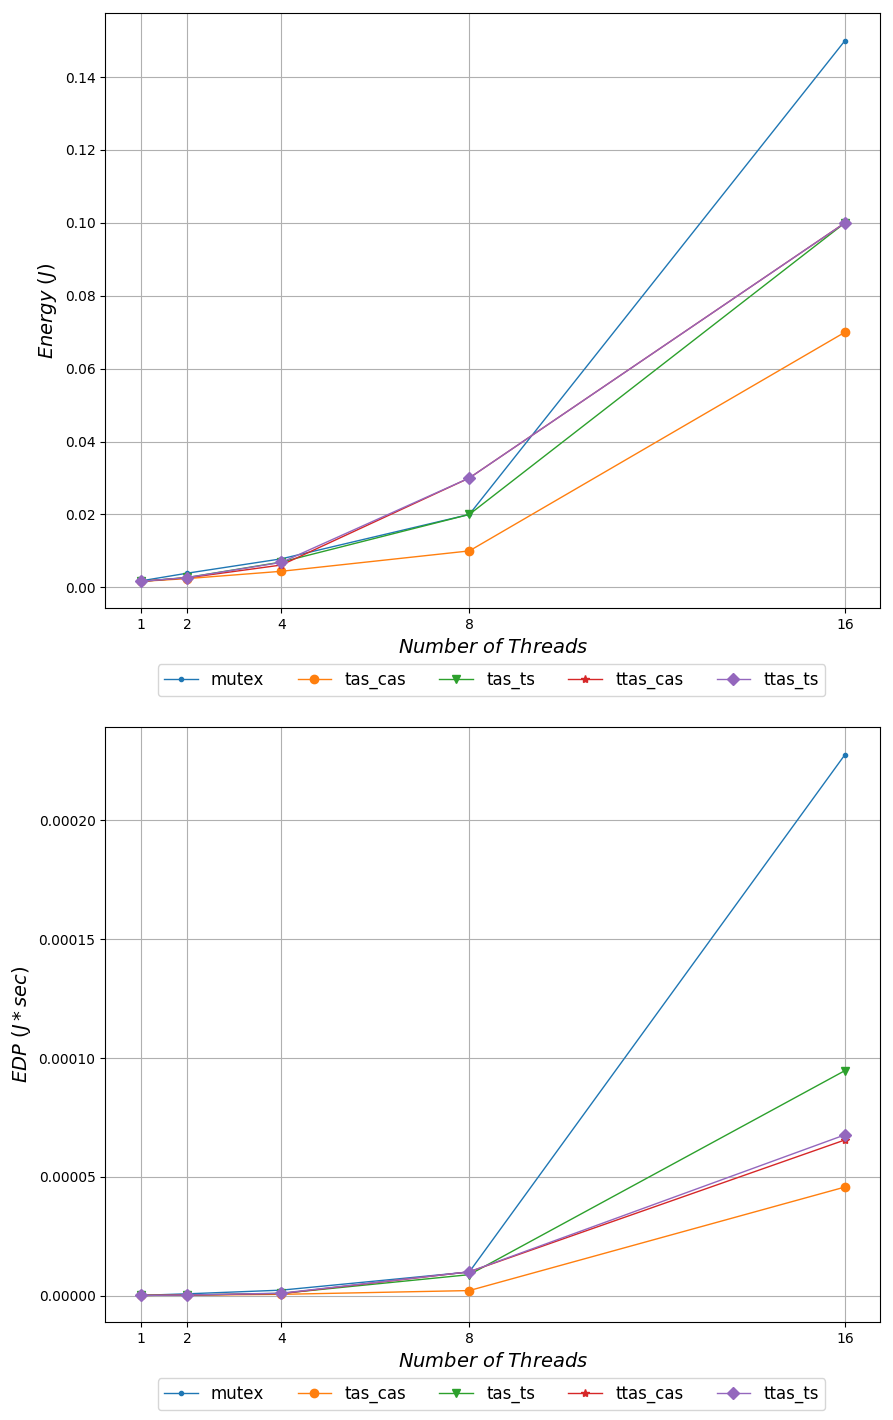 0.14
0.12
0.10
0.08
0.06
0.04
0.02
0.00
Energy (J)
1 2 4 8 16
Number of Threads
mutex tas_cas tas_ts ttas_cas ttas_ts
0.00020
0.00015
0.00010
0.00005
0.00000
EDP (J * sec)
1 2 4 8 16
Number of Threads
mutex tas_cas tas_ts ttas_cas ttas_ts